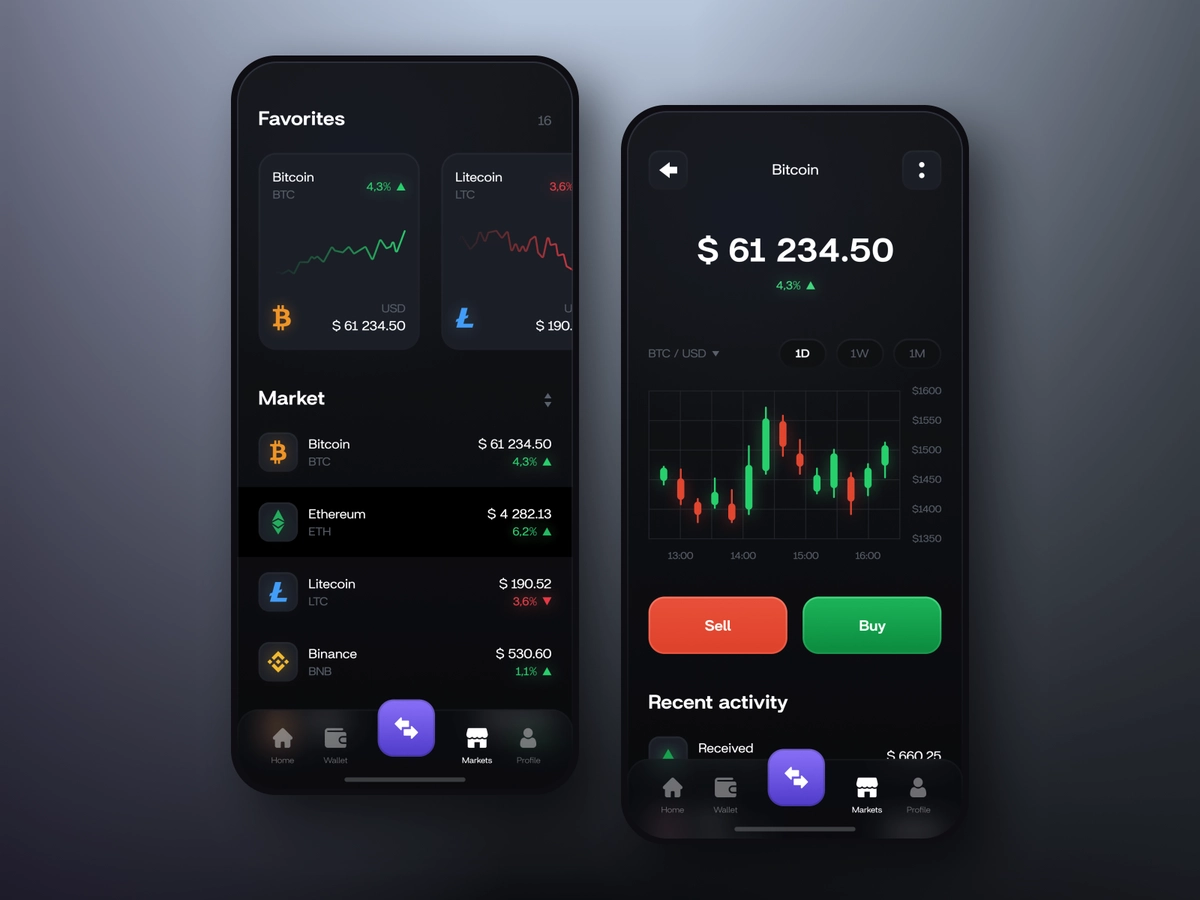 Favorites 16
Bitcoin
BTC
4,3%
USD
$ 61 234.50
Litecoin
LTC
3,6%
$ 190.
Market
Bitcoin $ 61 234.50
BTC 4,3%
Ethereum $ 4 282.13
ETH 6,2%
Litecoin $ 190.52
LTC 3,6%
Binance $ 530.60
BNB 1,1%
Home Wallet Markets Profile
Bitcoin
$ 61 234.50
4,3%
BTC / USD 1D 1W 1M
$1600
$1550
$1500
$1450
$1400
$1350
13:00 14:00 15:00 16:00
Sell Buy
Recent activity
Received $ 660.25
Home Wallet Markets Profile